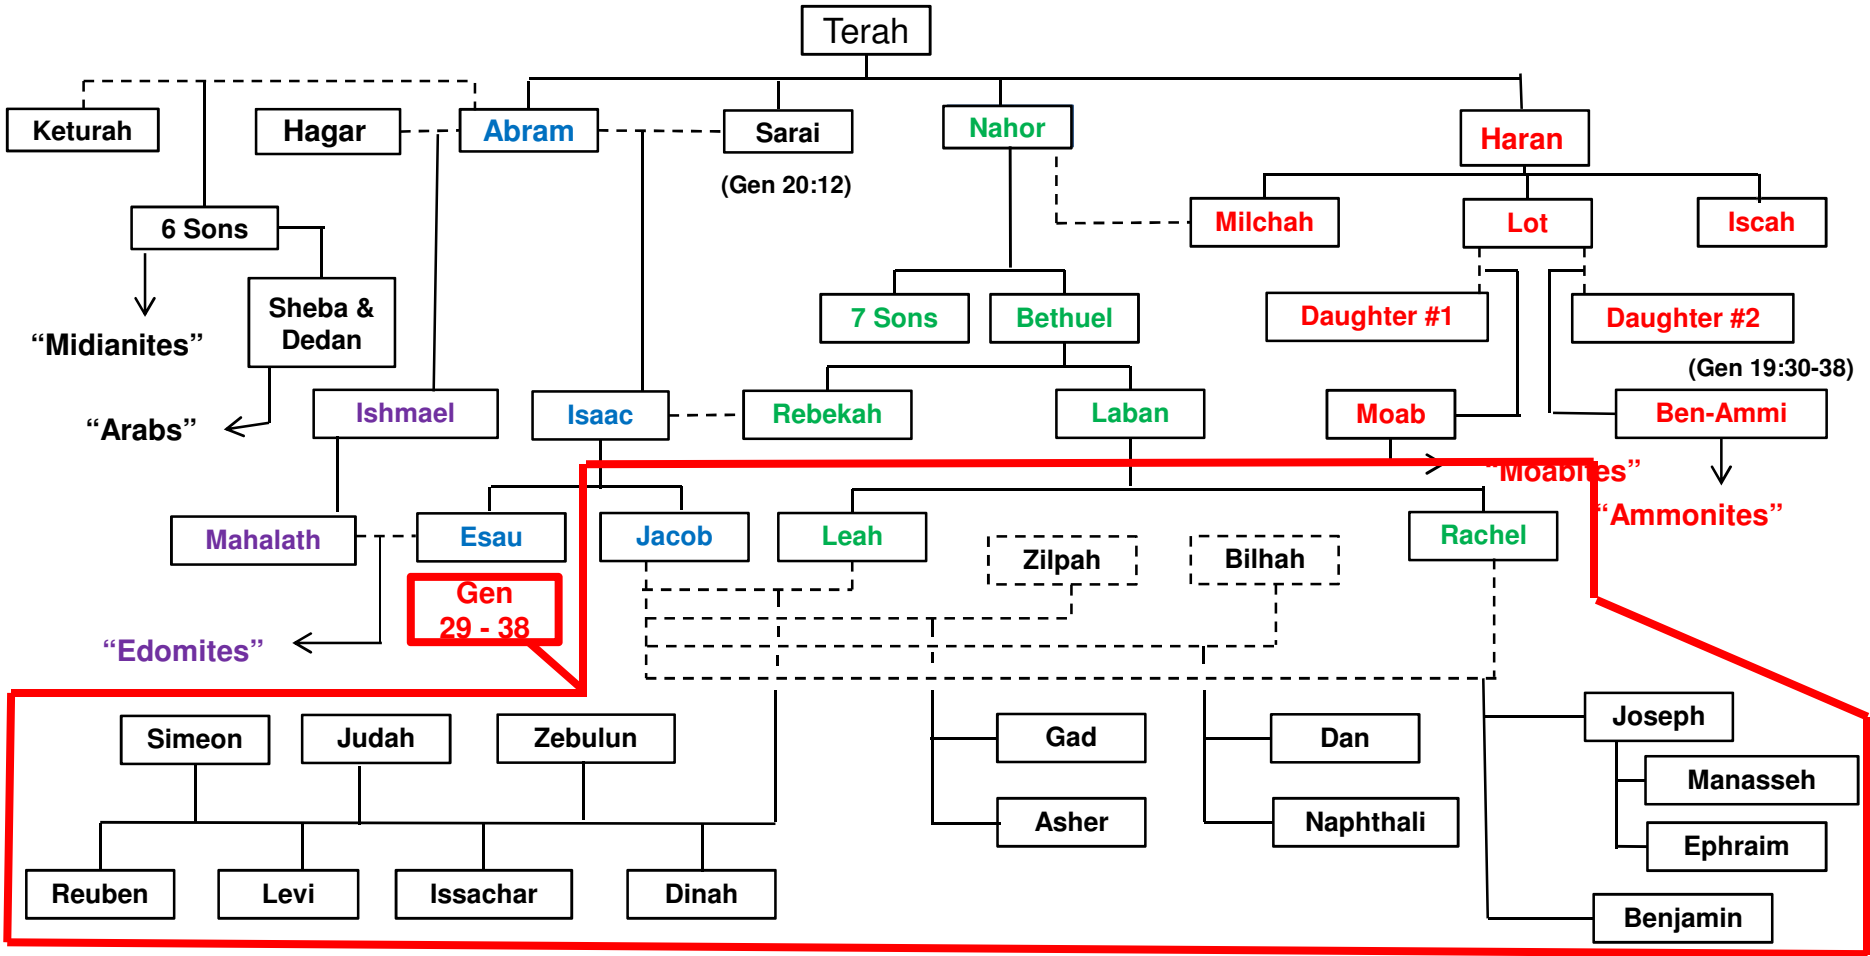 Terah
Keturah
Hagar
Abram
Sarai
Nahor
Haran
(Gen 20:12)
6 Sons
Milchah
Lot
Iscah
Sheba &
Dedan
7 Sons
Bethuel
Daughter #1
Daughter #2
“Midianites”
(Gen 19:30-38)
“Arabs”
Ishmael
Isaac
Rebekah
Laban
Moab
Ben-Ammi
“Moabites”
“Ammonites”
Mahalath
Esau
Jacob
Leah
Zilpah
Bilhah
Rachel
Gen
29 - 38
“Edomites”
Simeon
Judah
Zebulun
Gad
Dan
Joseph
Manasseh
Asher
Naphthali
Ephraim
Reuben
Levi
Issachar
Dinah
Benjamin